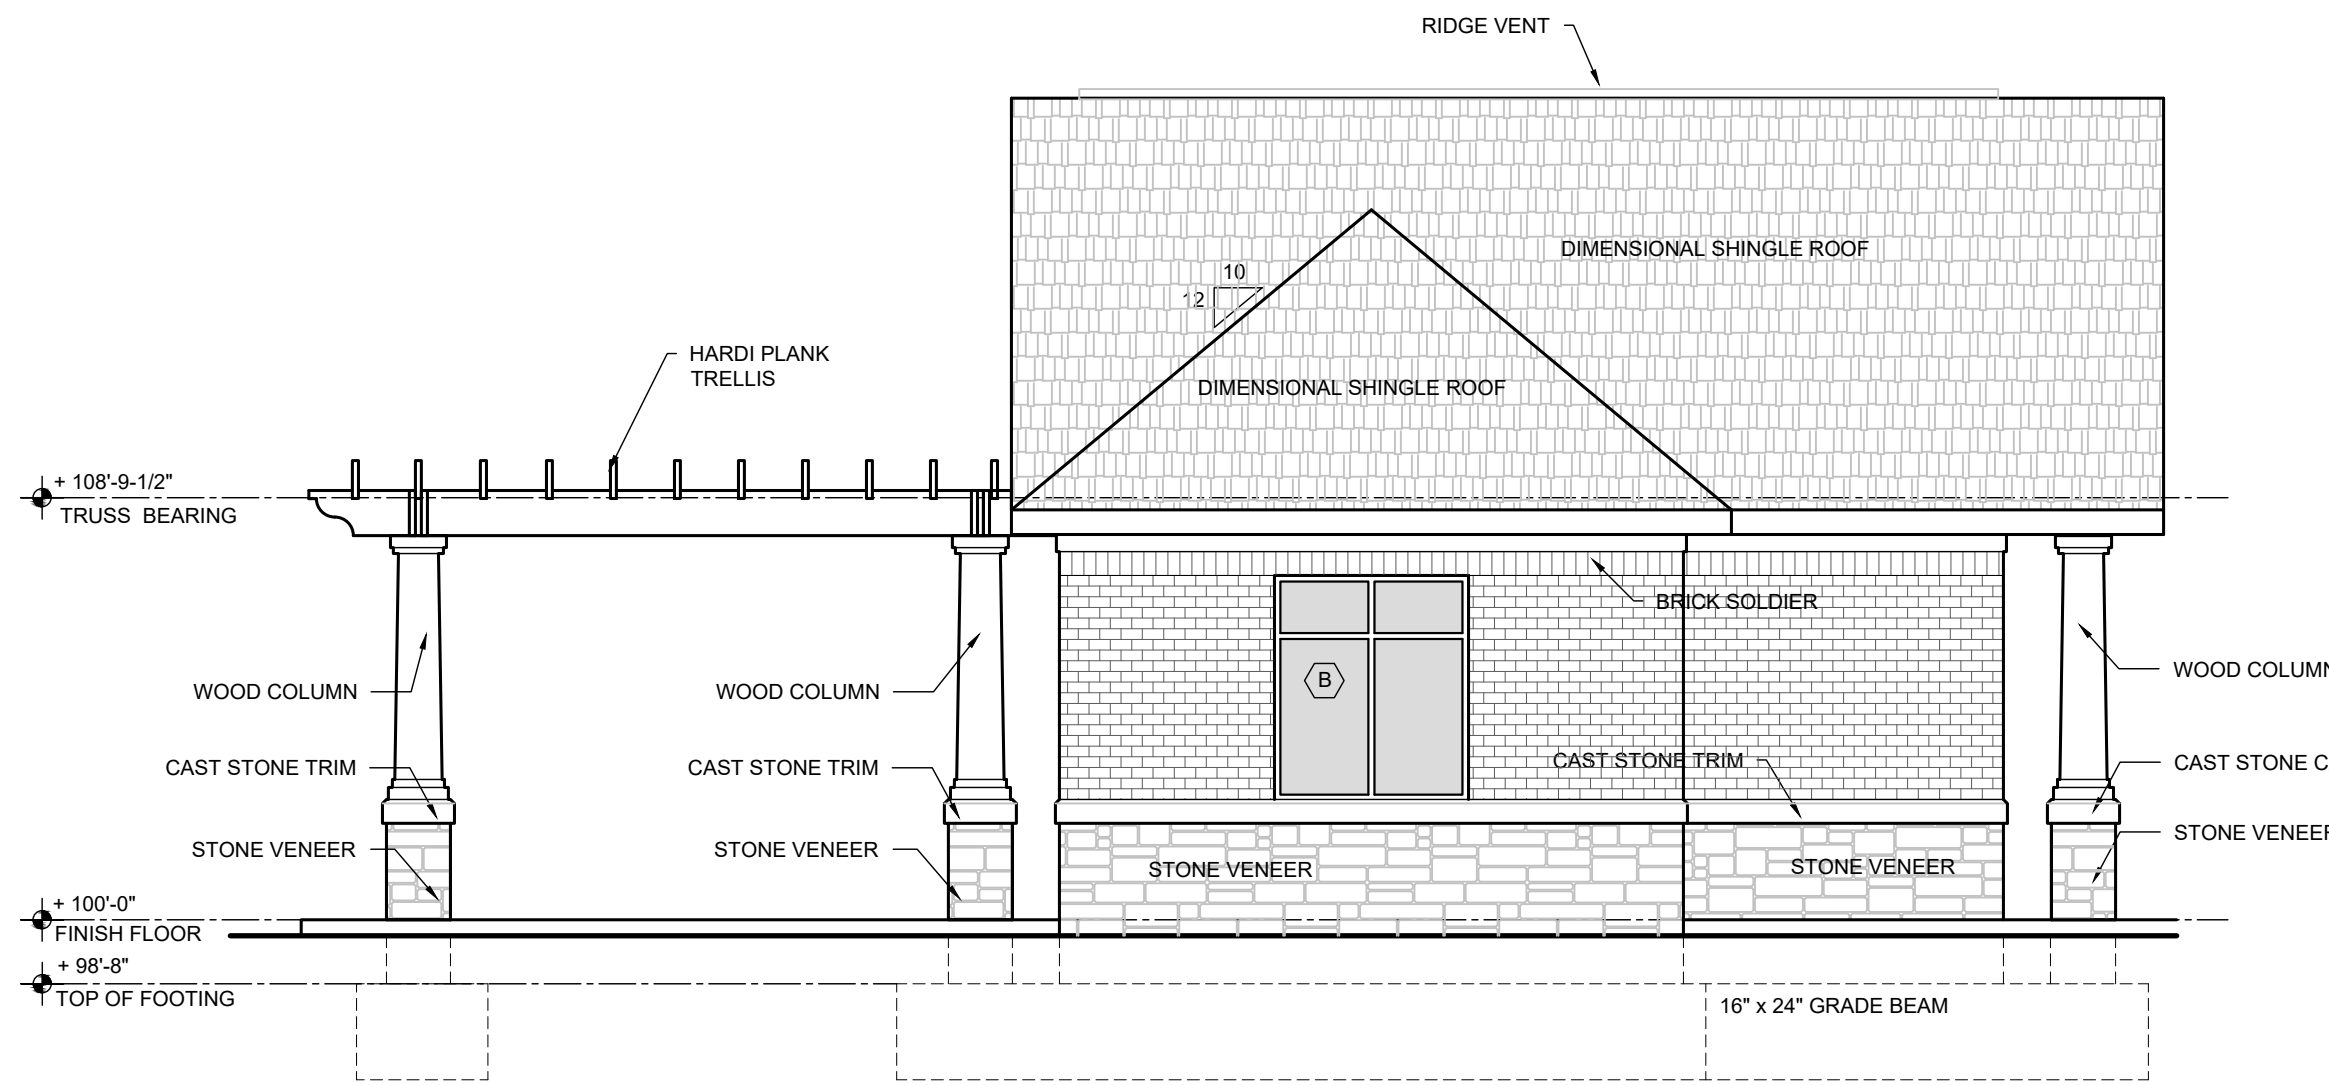 RIDGE VENT
DIMENSIONAL SHINGLE ROOF
10
12
HARDI PLANK
TRELLIS
DIMENSIONAL SHINGLE ROOF
+ 108'-9-1/2"
TRUSS BEARING
BRICK SOLDIER
B
WOOD COLUMN
WOOD COLUMN
WOOD COLUMN
CAST STONE TRIM
CAST STONE TRIM
CAST STONE TRIM
CAST STONE C
STONE VENEER
STONE VENEER
STONE VENEER
STONE VENEER
STONE VENEER
+ 100'-0"
FINISH FLOOR
+ 98'-8"
TOP OF FOOTING
16" x 24" GRADE BEAM